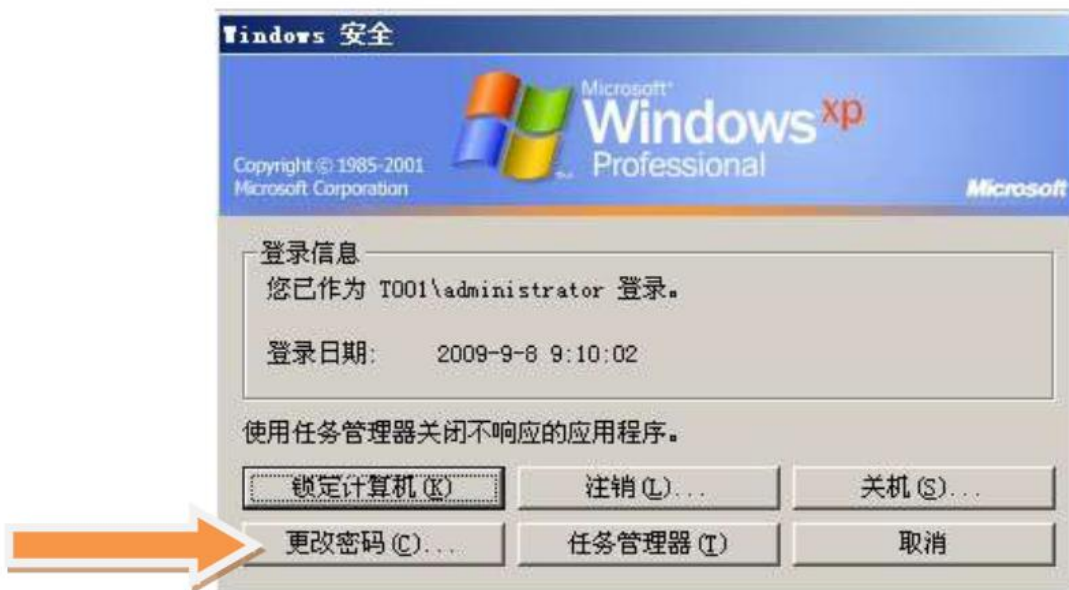 Windows 安全
Microsoft®
Windows xp
Professional
Copyright © 1985-2001
Microsoft Corporation
Microsoft
登录信息
您已作为 T001\administrator 登录。
登录日期: 2009-9-8 9:10:02
使用任务管理器关闭不响应的应用程序。
锁定计算机(K) 注销(L)... 关机(S)...
更改密码(C)... 任务管理器(T) 取消